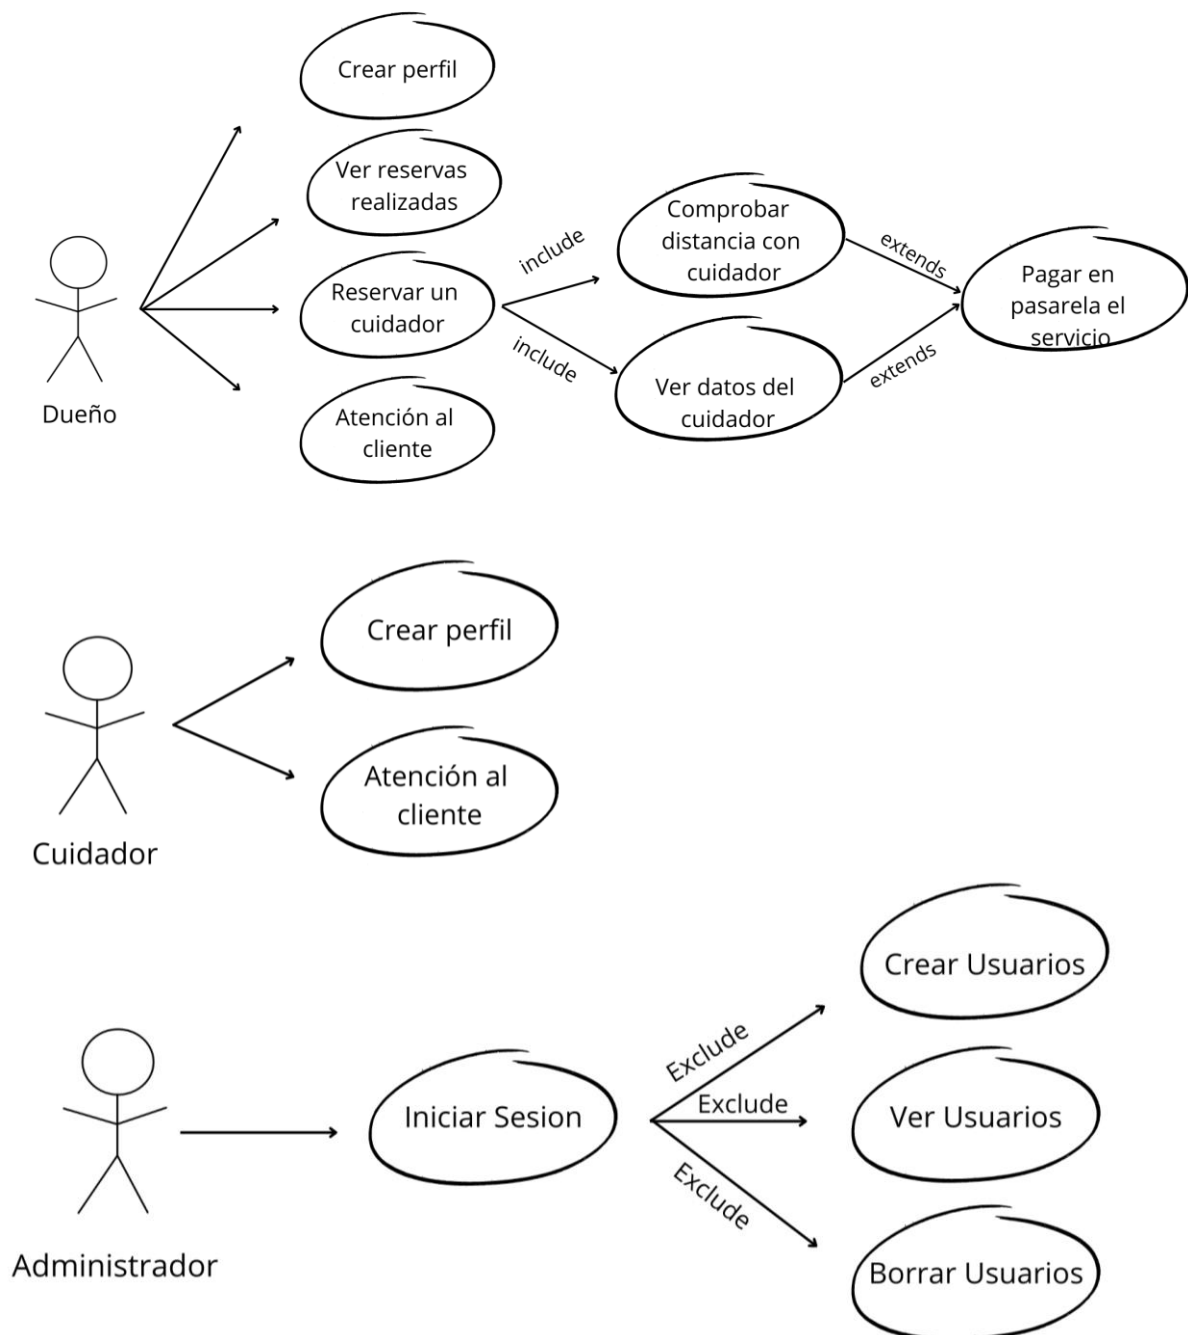 Crear perfil
Ver reservas
realizadas
Reservar un
cuidador
Atención al
cliente
Dueño
include
include
Comprobar
distancia con
cuidador
Ver datos del
cuidador
extends
extends
Pagar en
pasarela el
servicio
Crear perfil
Atención al
cliente
Cuidador
Iniciar Sesion
Exclude
Exclude
Exclude
Crear Usuarios
Ver Usuarios
Borrar Usuarios
Administrador